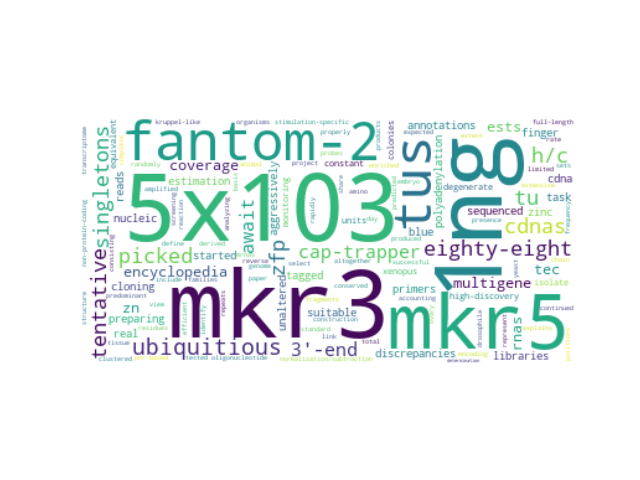 fantom-2
5x103
mkr3
1ng
mkr5
tus
singletons
tentative
ubiquitious
3'-end
picked
encyclopedia
cap-trapper
eighty-eight
multigene
cdnas
h/c
tu
zfp
await
aggressively
coverage
annotations
ests
finger
reads
nucleic
estimation
started
cloning
zn
preparing
real
tagged
unaltered
suitable
primers
discrepancies
libraries
rnas
tec
isolate
high-discovery
xenopus
sequenced
zinc
task
cdna
degenerate
blue
polyadenylation
colonies
constant
monitoring
units
equivalent
transcriptome
non-protein-coding
structure
kruppel-like
organisms
stimulation-specific
properly
products
expected
full-length
rate
limited
randomly
project
amplified
screening
reaction
analyzing
share
amino
rapidly
day
embryo
predicted
produced
define
derived
include
families
reverse
genome
paper
probes
select
altogether
successful
construction
predominant
view
residues
efficient
identify
repeats
fragments
conserved
standard
link
total
accounting
tissue
clustered
tested
oligonucleotide
normalization/subtraction
encoding
drosophila
represent
presence
yeast
sets
frequency
continued
explains
determination